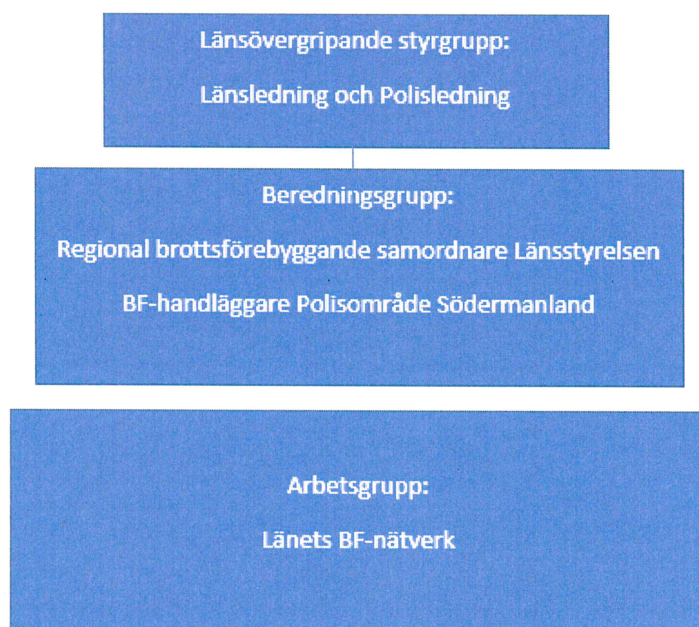 Länsövergripande styrgrupp:
Länsledning och Polisledning
Beredningsgrupp:
Regional brottsförebyggande samordnare Länsstyrelsen
BF-handläggare Polisområde Södermanland
Arbetsgrupp:
Länets BF-nätverk